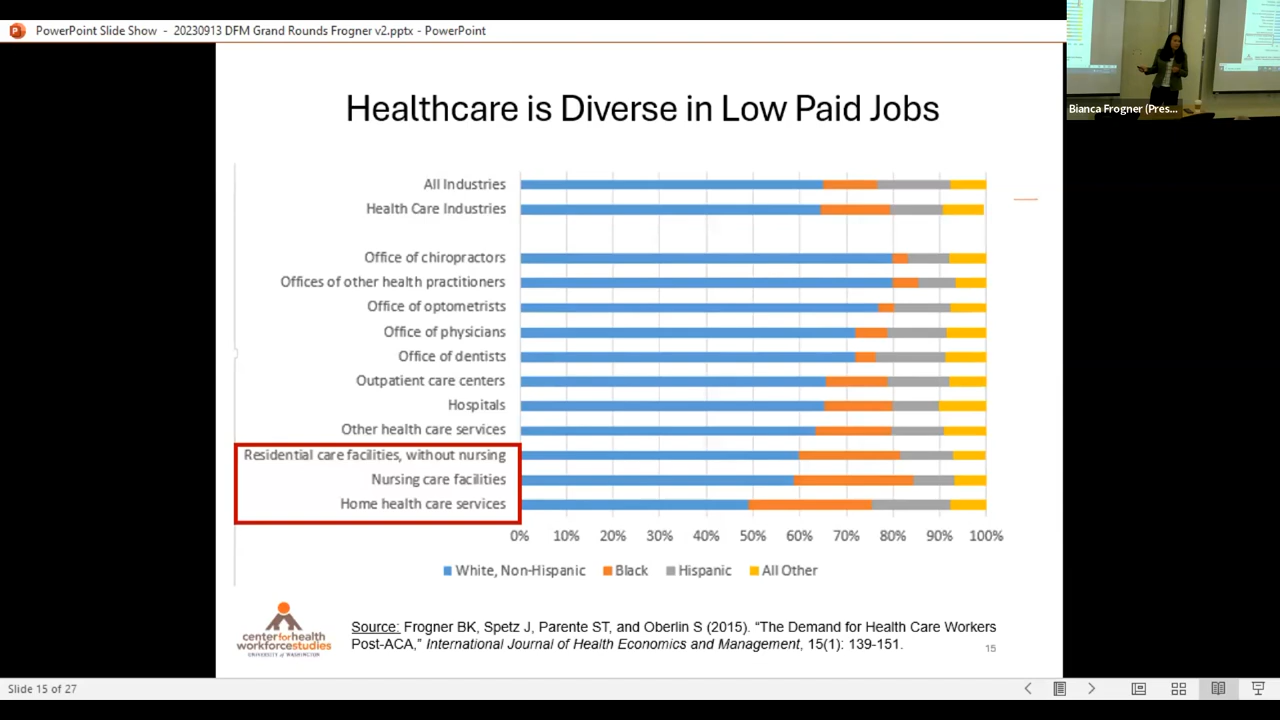 PowerPoint Slide Show - 20230913 DFM Grand Rounds Frogner v2.pptx - PowerPoint
Bianca Frogner (Pres...
Healthcare is Diverse in Low Paid Jobs
All Industries
Health Care Industries
Office of chiropractors
Offices of other health practitioners
Office of optometrists
Office of physicians
Office of dentists
Outpatient care centers
Hospitals
Other health care services
Residential care facilities, without nursing
Nursing care facilities
Home health care services
0% 10% 20% 30% 40% 50% 60% 70% 80% 90% 100%
White, Non-Hispanic Black Hispanic All Other
centerforhealth
workforcestudies
UNIVERSITY of WASHINGTON
Source: Frogner BK, Spetz J, Parente ST, and Oberlin S (2015). “The Demand for Health Care Workers
Post-ACA,” International Journal of Health Economics and Management, 15(1): 139-151.
15
Slide 15 of 27